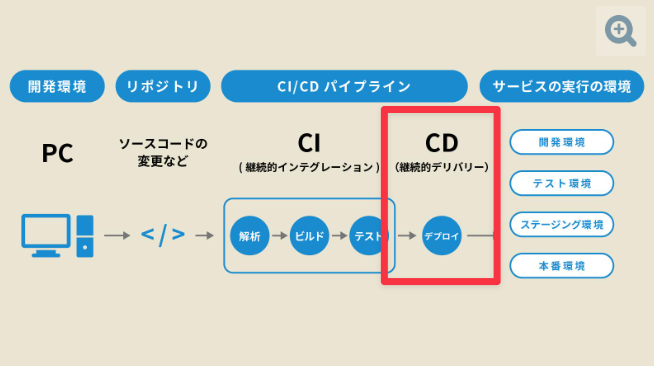 開発環境
リポジトリ
CI/CD パイプライン
サービスの実行の環境
PC
ソースコードの
変更など
CI
( 継続的インテグレーション )
CD
（継続的デリバリー）
</>
解析
ビルド
テスト
デプロイ
開発環境
テスト環境
ステージング環境
本番環境